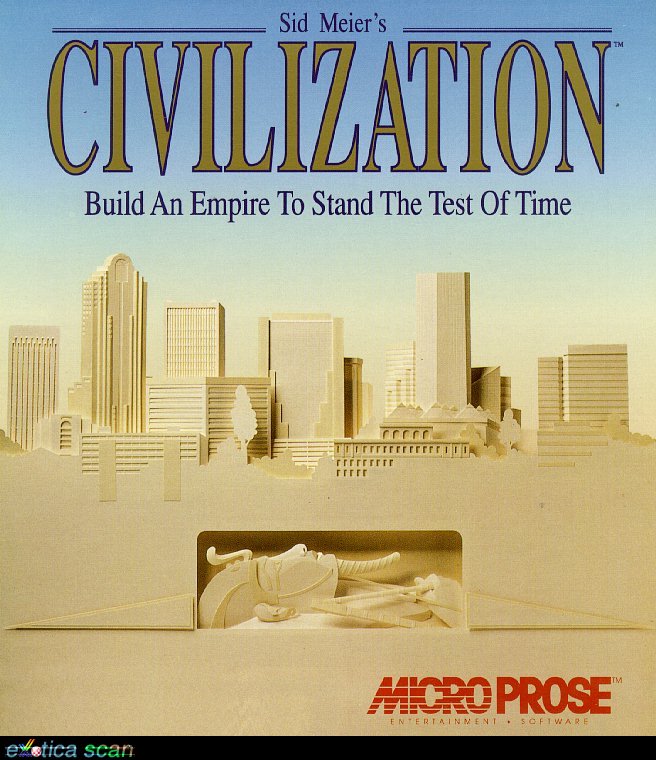 Sid Meier's
CIVILIZATION™
Build An Empire To Stand The Test Of Time
MICROPROSE™
ENTERTAINMENT • SOFTWARE
exotica scan